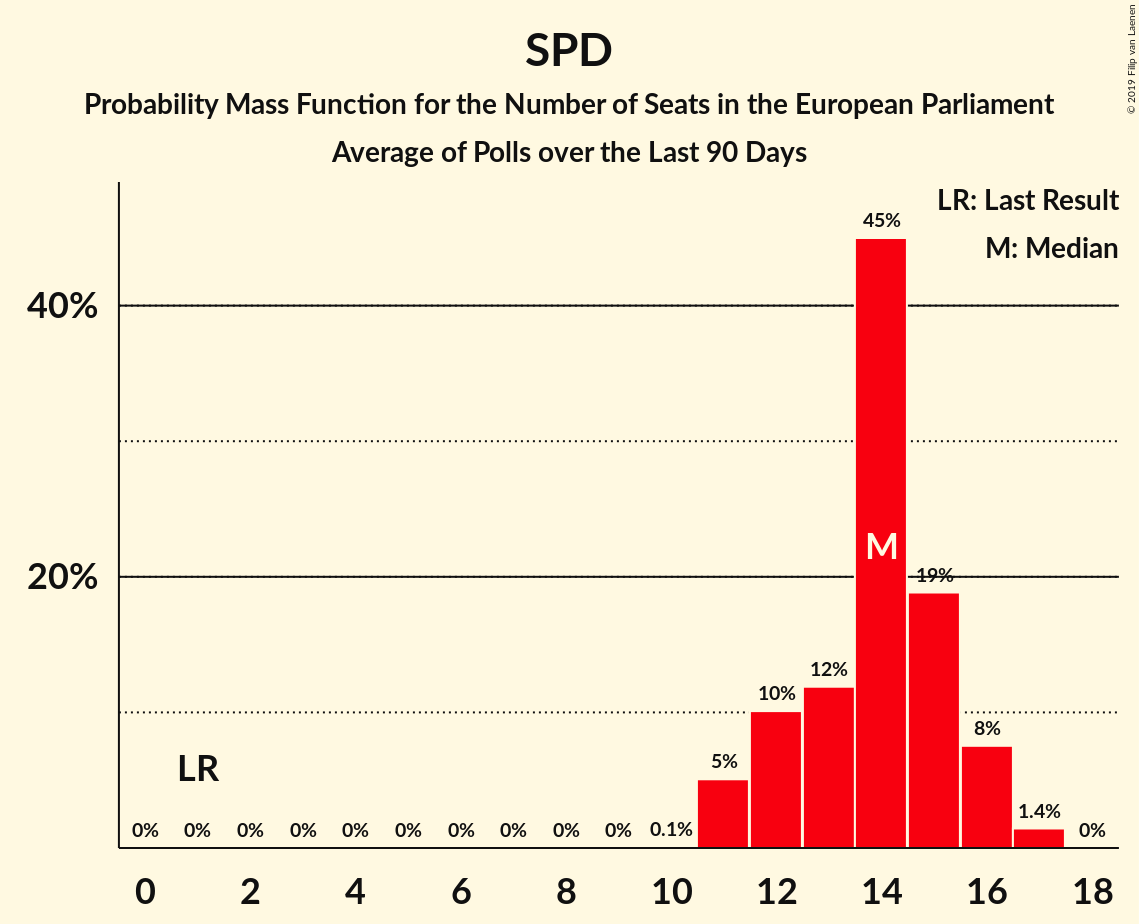 SPD
Probability Mass Function for the Number of Seats in the European Parliament
Average of Polls over the Last 90 Days
© 2019 Filip van Laenen
LR: Last Result
M: Median
45%
40%
M
20%
19%
12%
10%
8%
LR
5%
1.4%
0% 0% 0% 0% 0% 0% 0% 0% 0% 0% 0.1% 0%
0 2 4 6 8 10 12 14 16 18